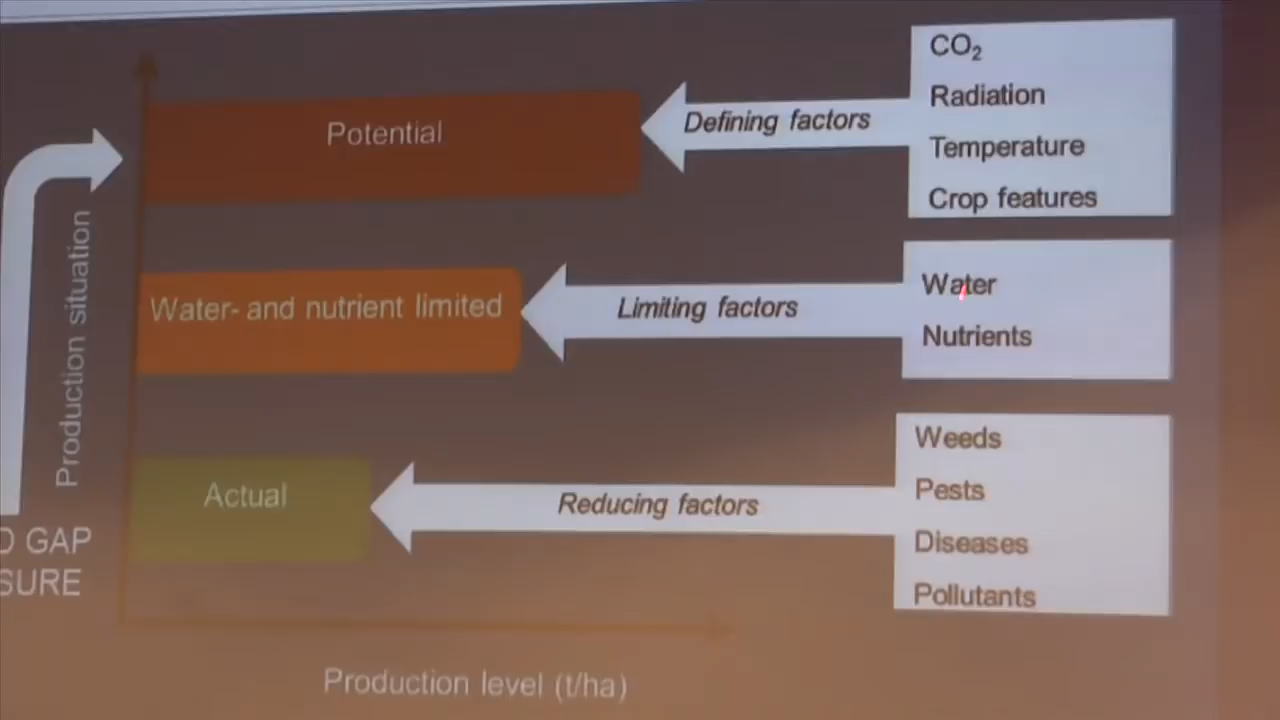 CO₂
Radiation
Temperature
Crop features
Defining factors
Potential
Water
Nutrients
Limiting factors
Water- and nutrient limited
Weeds
Pests
Diseases
Pollutants
Reducing factors
Actual
Production situation
GAP
Production level (t/ha)